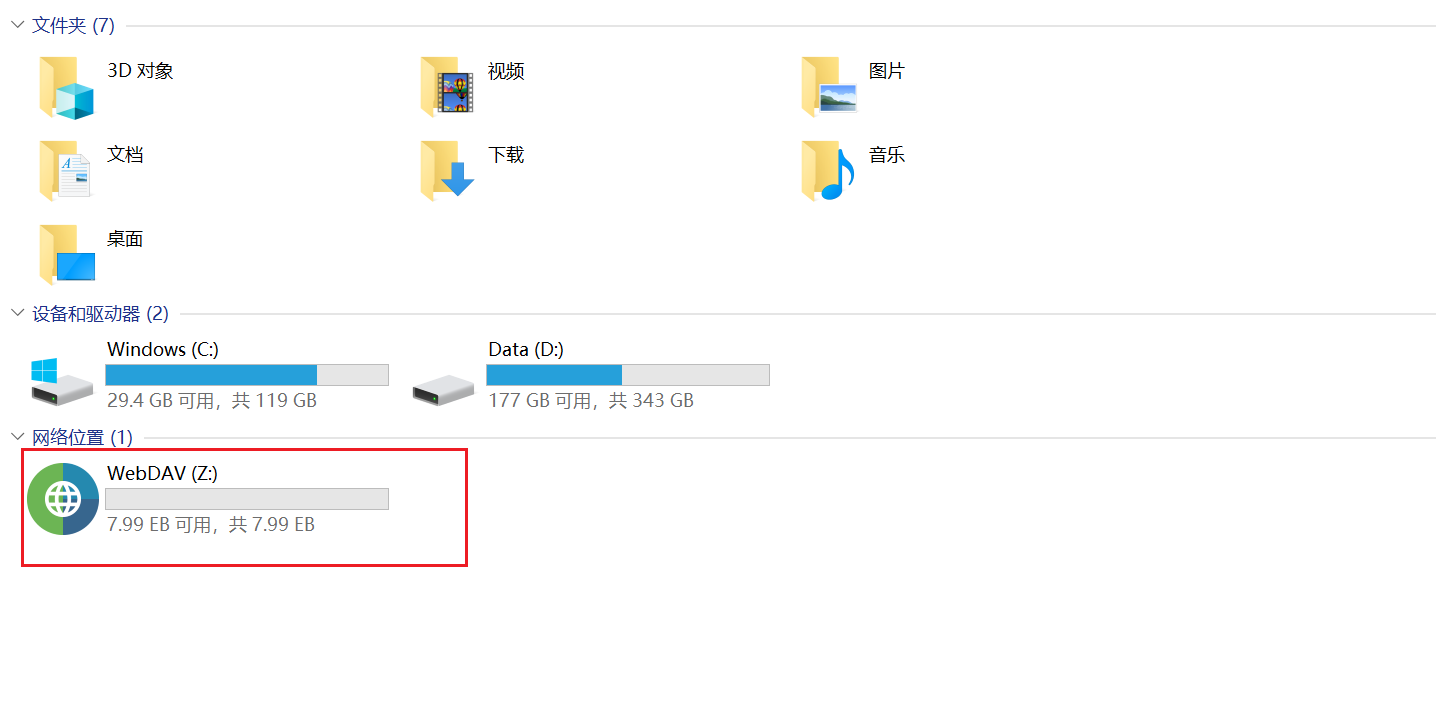 文件夹 (7)
3D 对象
视频
图片
文档
下载
音乐
桌面
设备和驱动器 (2)
Windows (C:)
Data (D:)
29.4 GB 可用，共 119 GB
177 GB 可用，共 343 GB
网络位置 (1)
WebDAV (Z:)
7.99 EB 可用，共 7.99 EB